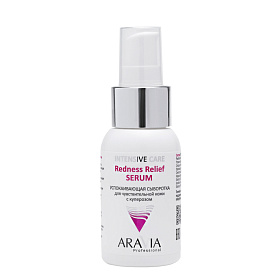 INTENSIVE CARE
Redness Relief
SERUM
УСПОКАИВАЮЩАЯ СЫВОРОТКА
для чувствительной кожи
с куперозом
ARAVIA
Professional